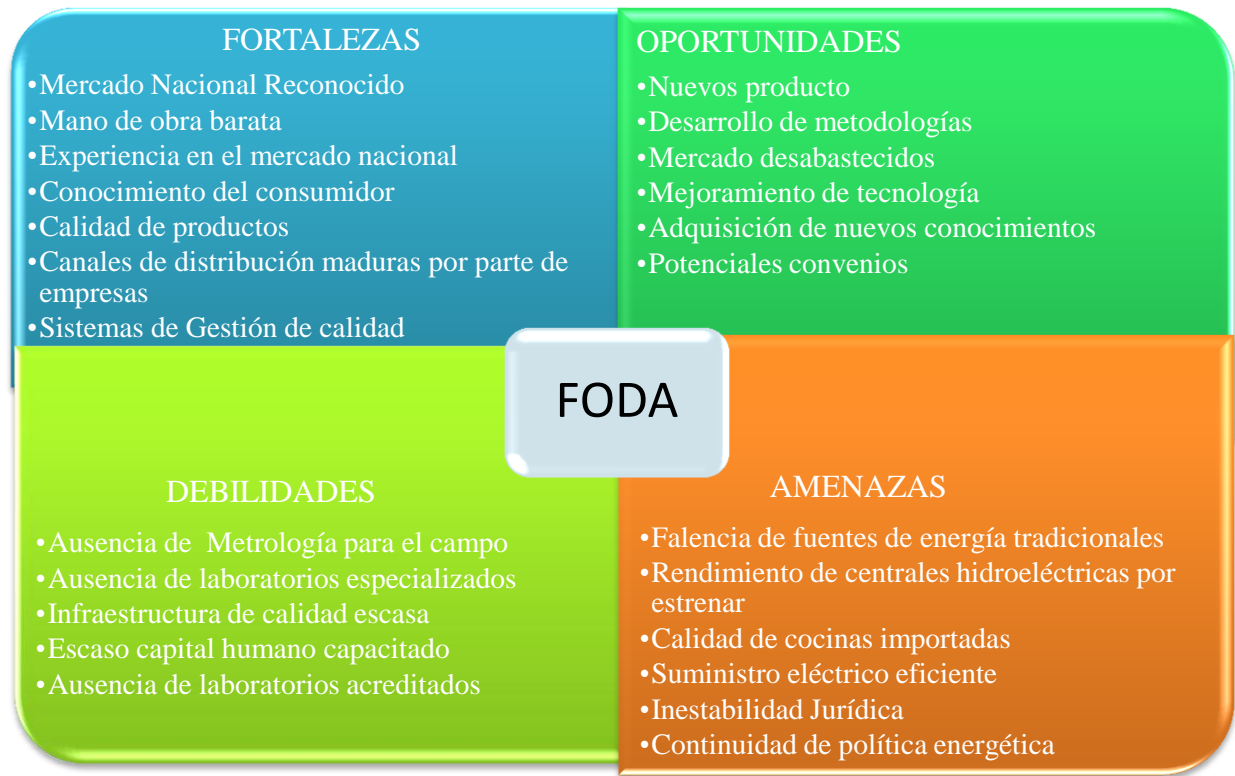 FORTALEZAS
•Mercado Nacional Reconocido
•Mano de obra barata
•Experiencia en el mercado nacional
•Conocimiento del consumidor
•Calidad de productos
•Canales de distribución maduras por parte de
empresas
•Sistemas de Gestión de calidad
OPORTUNIDADES
•Nuevos producto
•Desarrollo de metodologías
•Mercado desabastecidos
•Mejoramiento de tecnología
•Adquisición de nuevos conocimientos
•Potenciales convenios
FODA
DEBILIDADES
•Ausencia de Metrología para el campo
•Ausencia de laboratorios especializados
•Infraestructura de calidad escasa
•Escaso capital humano capacitado
•Ausencia de laboratorios acreditados
AMENAZAS
•Falencia de fuentes de energía tradicionales
•Rendimiento de centrales hidroeléctricas por
estrenar
•Calidad de cocinas importadas
•Suministro eléctrico eficiente
•Inestabilidad Jurídica
•Continuidad de política energética